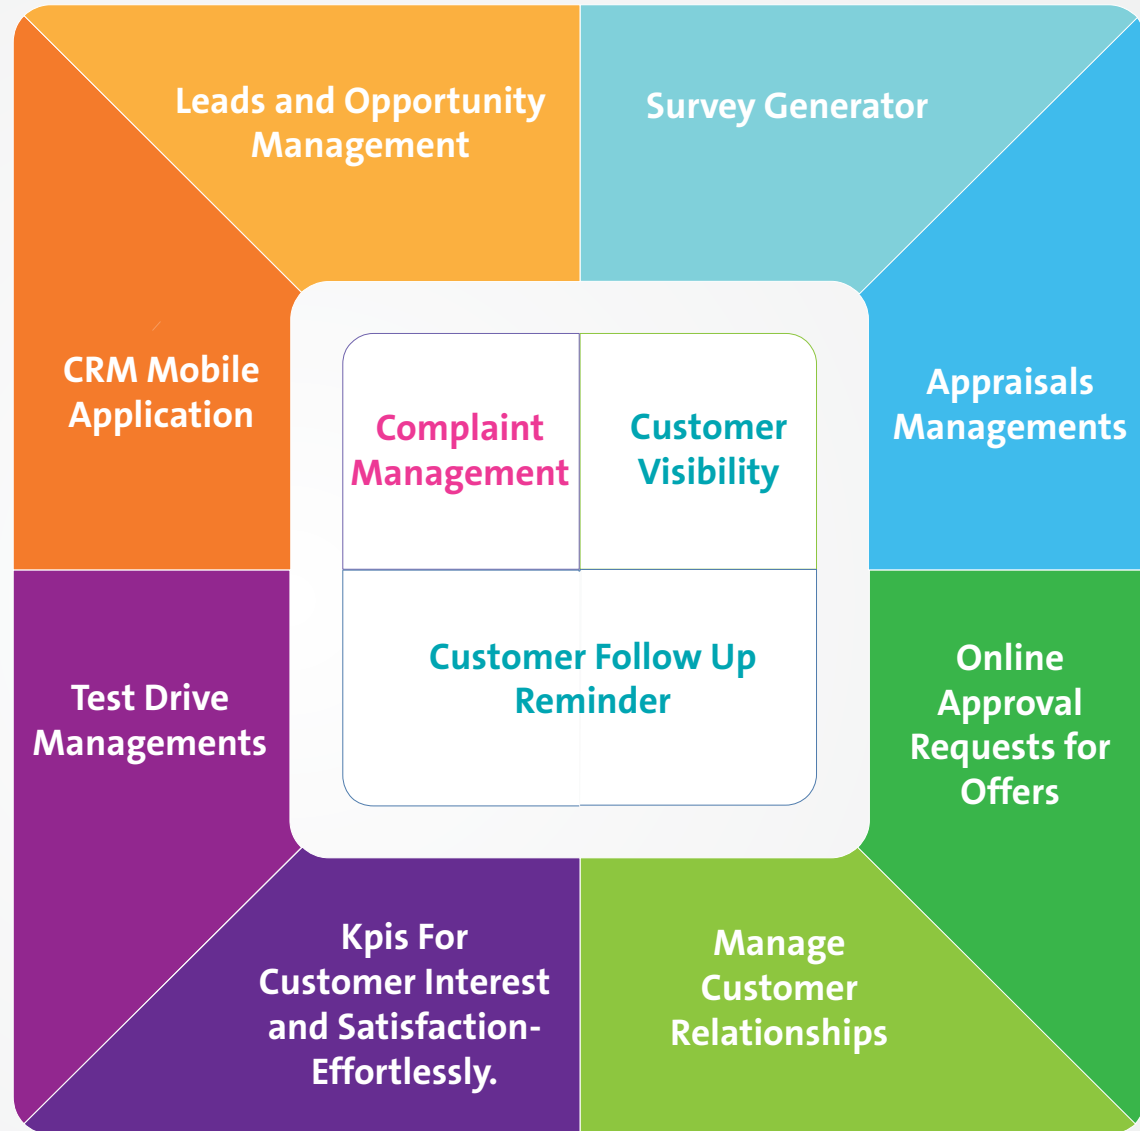 Leads and Opportunity
Management
Survey Generator
CRM Mobile
Application
Complaint
Management
Customer
Visibility
Appraisals
Managements
Customer Follow Up
Reminder
Test Drive
Managements
Online
Approval
Requests for
Offers
Kpis For
Customer Interest
and Satisfaction-
Effortlessly.
Manage
Customer
Relationships